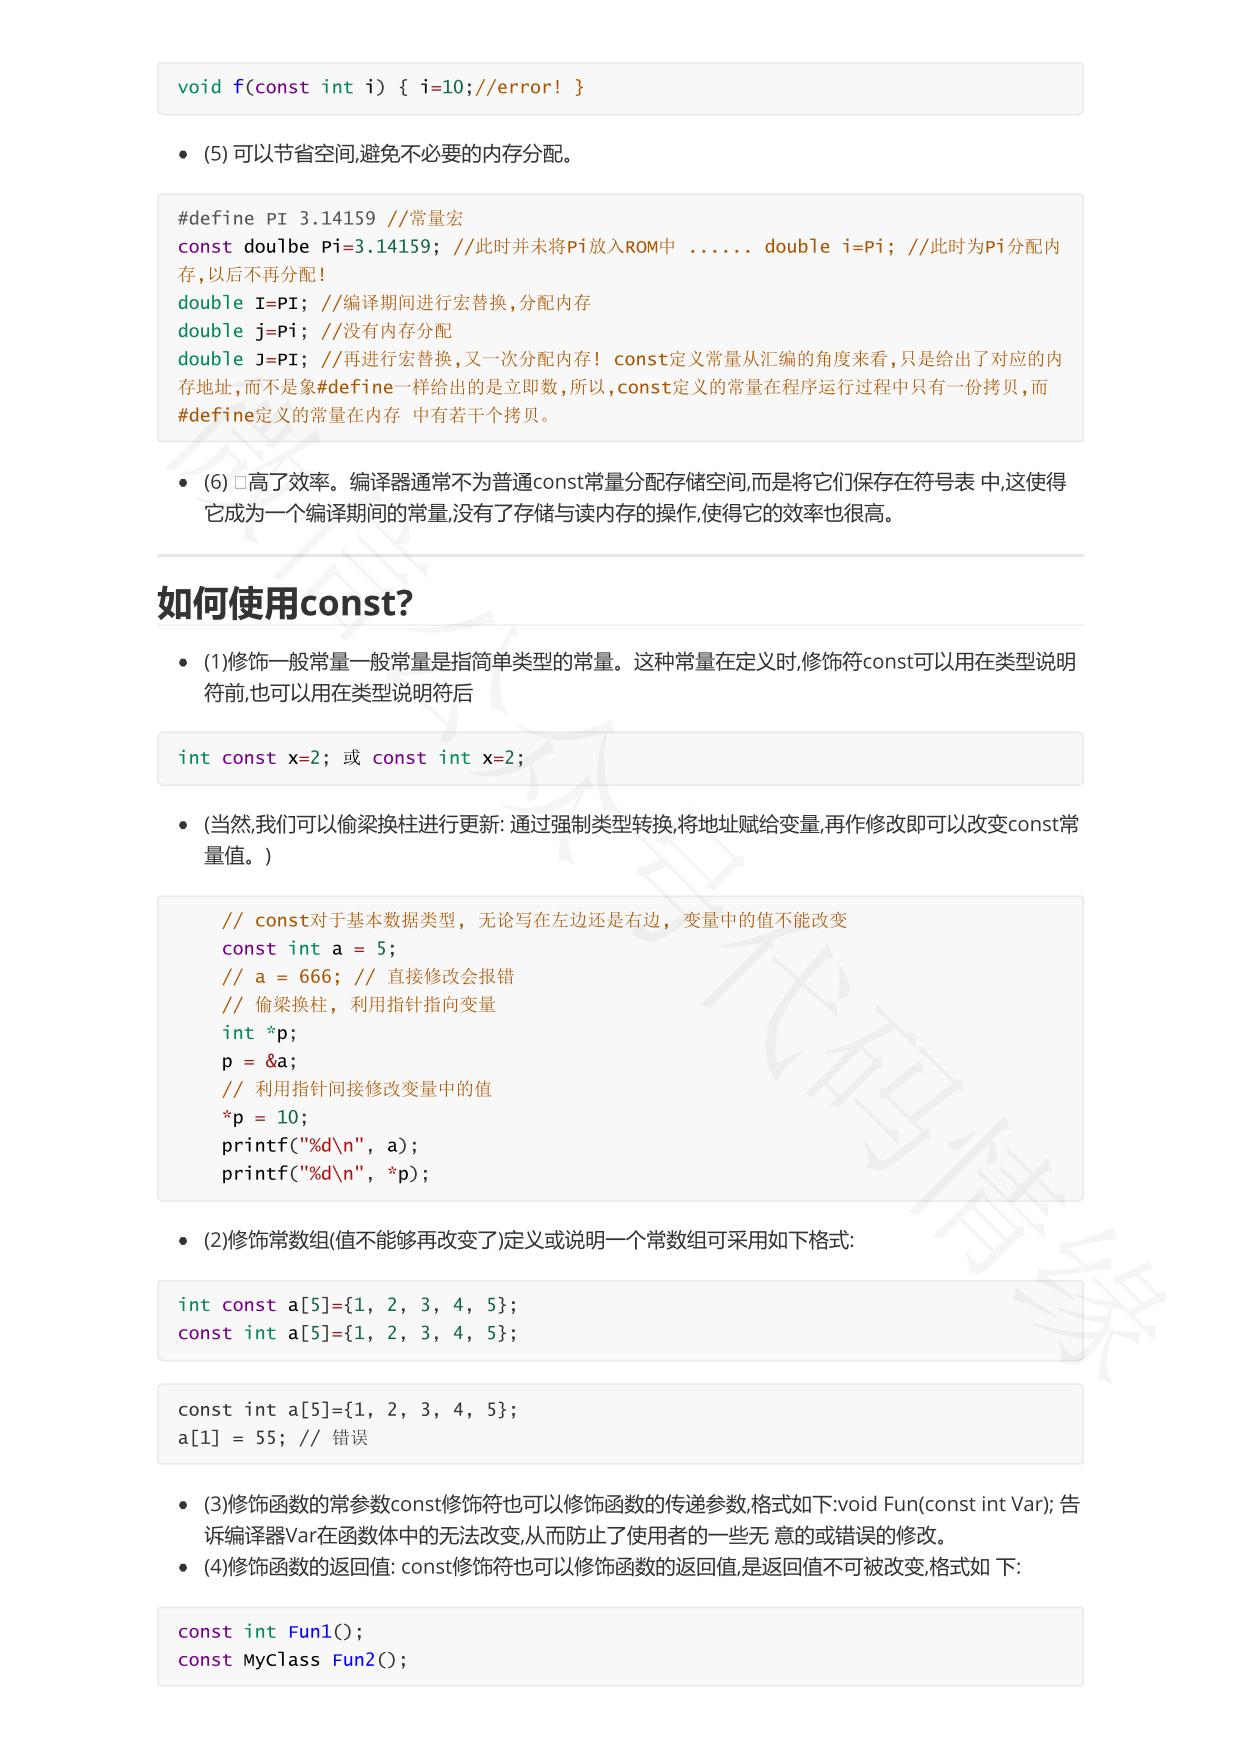 void f(const int i) { i=10;//error! }
(5) 可以节省空间,避免不必要的内存分配。
#define PI 3.14159 //常量宏
const doulbe Pi=3.14159; //此时并未将Pi放入ROM中 ...... double i=Pi; //此时为Pi分配内
存,以后不再分配!
double I=PI; //编译期间进行宏替换,分配内存
double j=Pi; //没有内存分配
double J=PI; //再进行宏替换,又一次分配内存! const定义常量从汇编的角度来看,只是给出了对应的内
存地址,而不是象#define一样给出的是立即数,所以,const定义的常量在程序运行过程中只有一份拷贝,而
#define定义的常量在内存 中有若干个拷贝。
(6) □高了效率。编译器通常不为普通const常量分配存储空间,而是将它们保存在符号表 中,这使得
它成为一个编译期间的常量,没有了存储与读内存的操作,使得它的效率也很高。
如何使用const?
(1)修饰一般常量一般常量是指简单类型的常量。这种常量在定义时,修饰符const可以用在类型说明
符前,也可以用在类型说明符后
int const x=2; 或 const int x=2;
(当然,我们可以偷梁换柱进行更新: 通过强制类型转换,将地址赋给变量,再作修改即可以改变const常
量值。)
// const对于基本数据类型, 无论写在左边还是右边, 变量中的值不能改变
const int a = 5;
// a = 666; // 直接修改会报错
// 偷梁换柱, 利用指针指向变量
int *p;
p = &a;
// 利用指针间接修改变量中的值
*p = 10;
printf("%d\n", a);
printf("%d\n", *p);
(2)修饰常数组(值不能够再改变了)定义或说明一个常数组可采用如下格式:
int const a[5]={1, 2, 3, 4, 5};
const int a[5]={1, 2, 3, 4, 5};
const int a[5]={1, 2, 3, 4, 5};
a[1] = 55; // 错误
(3)修饰函数的常参数const修饰符也可以修饰函数的传递参数,格式如下:void Fun(const int Var); 告
诉编译器Var在函数体中的无法改变,从而防止了使用者的一些无 意的或错误的修改。
(4)修饰函数的返回值: const修饰符也可以修饰函数的返回值,是返回值不可被改变,格式如 下:
const int Fun1();
const MyClass Fun2();
微信公众号代码情缘